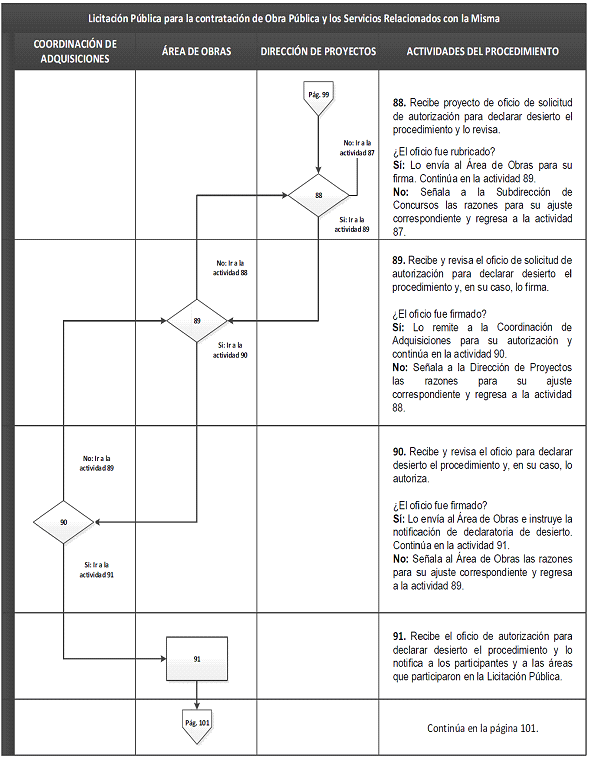 Licitación Pública para la contratación de Obra Pública y los Servicios Relacionados con la Misma
COORDINACIÓN DE
ADQUISICIONES
ÁREA DE OBRAS
DIRECCIÓN DE PROYECTOS
ACTIVIDADES DEL PROCEDIMIENTO
Pág. 99
No: Ir a la
actividad 87
88
Si: Ir a la
actividad 89
88. Recibe proyecto de oficio de solicitud
de autorización para declarar desierto el
procedimiento y lo revisa.
¿El oficio fue rubricado?
Sí: Lo envía al Área de Obras para su
firma. Continúa en la actividad 89.
No: Señala a la Subdirección de
Concursos las razones para su ajuste
correspondiente y regresa a la actividad
87.
No: Ir a la
actividad 88
89
Si: Ir a la
actividad 90
89. Recibe y revisa el oficio de solicitud de
autorización para declarar desierto el
procedimiento y, en su caso, lo firma.
¿El oficio fue firmado?
Sí: Lo remite a la Coordinación de
Adquisiciones para su autorización y
continúa en la actividad 90.
No: Señala a la Dirección de Proyectos
las razones para su ajuste
correspondiente y regresa a la actividad
88.
No: Ir a la
actividad 89
90
Si: Ir a la
actividad 91
90. Recibe y revisa el oficio para declarar
desierto el procedimiento y, en su caso, lo
autoriza.
¿El oficio fue firmado?
Sí: Lo envía al Área de Obras e instruye la
notificación de declaratoria de desierto.
Continúa en la actividad 91.
No: Señala al Área de Obras las razones
para su ajuste correspondiente y regresa
a la actividad 89.
91
91. Recibe el oficio de autorización para
declarar desierto el procedimiento y lo
notifica a los participantes y a las áreas
que participaron en la Licitación Pública.
Pág. 101
Continúa en la página 101.